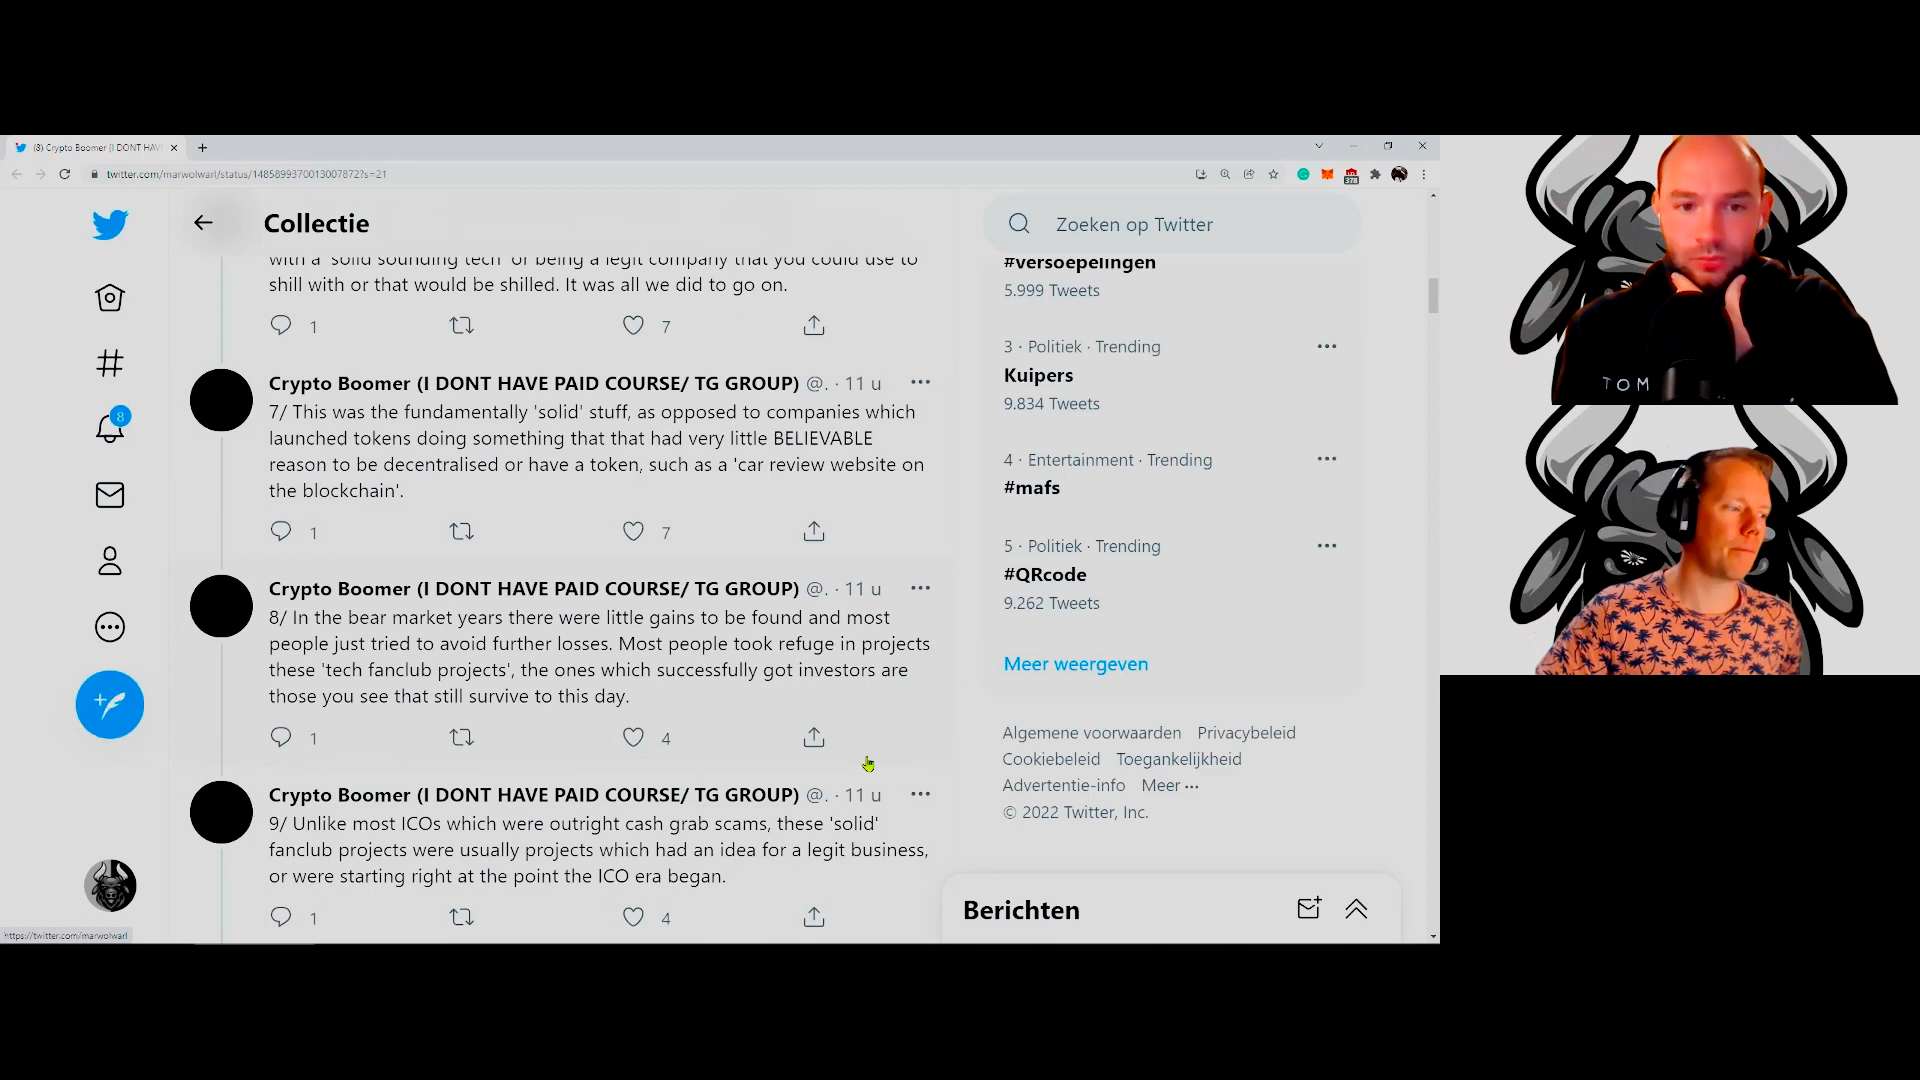 (8) Crypto Boomer (I DONT HAV
twitter.com/marwolwarl/status/1485899370013007872?s=21
Collectie
Zoeken op Twitter
with a 'solid sounding tech' or being a legit company that you could use to
shill with or that would be shilled. It was all we did to go on.
1 7
Crypto Boomer (I DONT HAVE PAID COURSE/ TG GROUP) @. · 11 u
7/ This was the fundamentally 'solid' stuff, as opposed to companies which
launched tokens doing something that that had very little BELIEVABLE
reason to be decentralised or have a token, such as a 'car review website on
the blockchain'.
1 7
Crypto Boomer (I DONT HAVE PAID COURSE/ TG GROUP) @. · 11 u
8/ In the bear market years there were little gains to be found and most
people just tried to avoid further losses. Most people took refuge in projects
these 'tech fanclub projects', the ones which successfully got investors are
those you see that still survive to this day.
1 4
Crypto Boomer (I DONT HAVE PAID COURSE/ TG GROUP) @. · 11 u
9/ Unlike most ICOs which were outright cash grab scams, these 'solid'
fanclub projects were usually projects which had an idea for a legit business,
or were starting right at the point the ICO era began.
1 4
8
https://twitter.com/marwolwarl
#versoepelingen
5.999 Tweets
3 · Politiek · Trending
Kuipers
9.834 Tweets
4 · Entertainment · Trending
#mafs
5 · Politiek · Trending
#QRcode
9.262 Tweets
Meer weergeven
Algemene voorwaarden Privacybeleid
Cookiebeleid Toegankelijkheid
Advertentie-info Meer ···
© 2022 Twitter, Inc.
Berichten
TOM